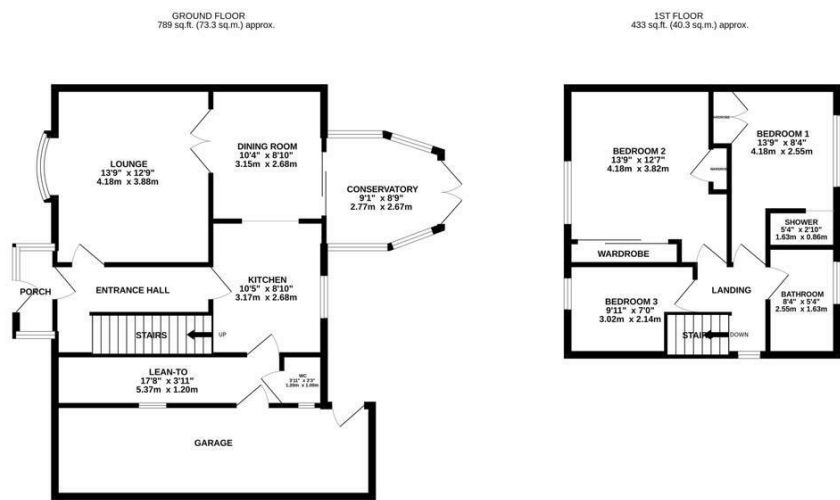 GROUND FLOOR
789 sq.ft. (73.3 sq.m.) approx.
1ST FLOOR
433 sq.ft. (40.3 sq.m.) approx.
LOUNGE
13'9" x 12'9"
4.18m x 3.88m
DINING ROOM
10'4" x 8'10"
3.15m x 2.68m
CONSERVATORY
9'1" x 8'9"
2.77m x 2.67m
KITCHEN
10'5" x 8'10"
3.17m x 2.68m
PORCH
ENTRANCE HALL
STAIRS
UP
LEAN-TO
17'8" x 3'11"
5.37m x 1.20m
WC
GARAGE
BEDROOM 2
13'9" x 12'7"
4.18m x 3.82m
BEDROOM 1
13'9" x 8'4"
4.18m x 2.55m
SHOWER
5'4" x 2'10"
1.63m x 0.86m
WARDROBE
BEDROOM 3
9'11" x 7'0"
3.02m x 2.14m
LANDING
BATHROOM
8'4" x 5'4"
2.55m x 1.63m
DOWN